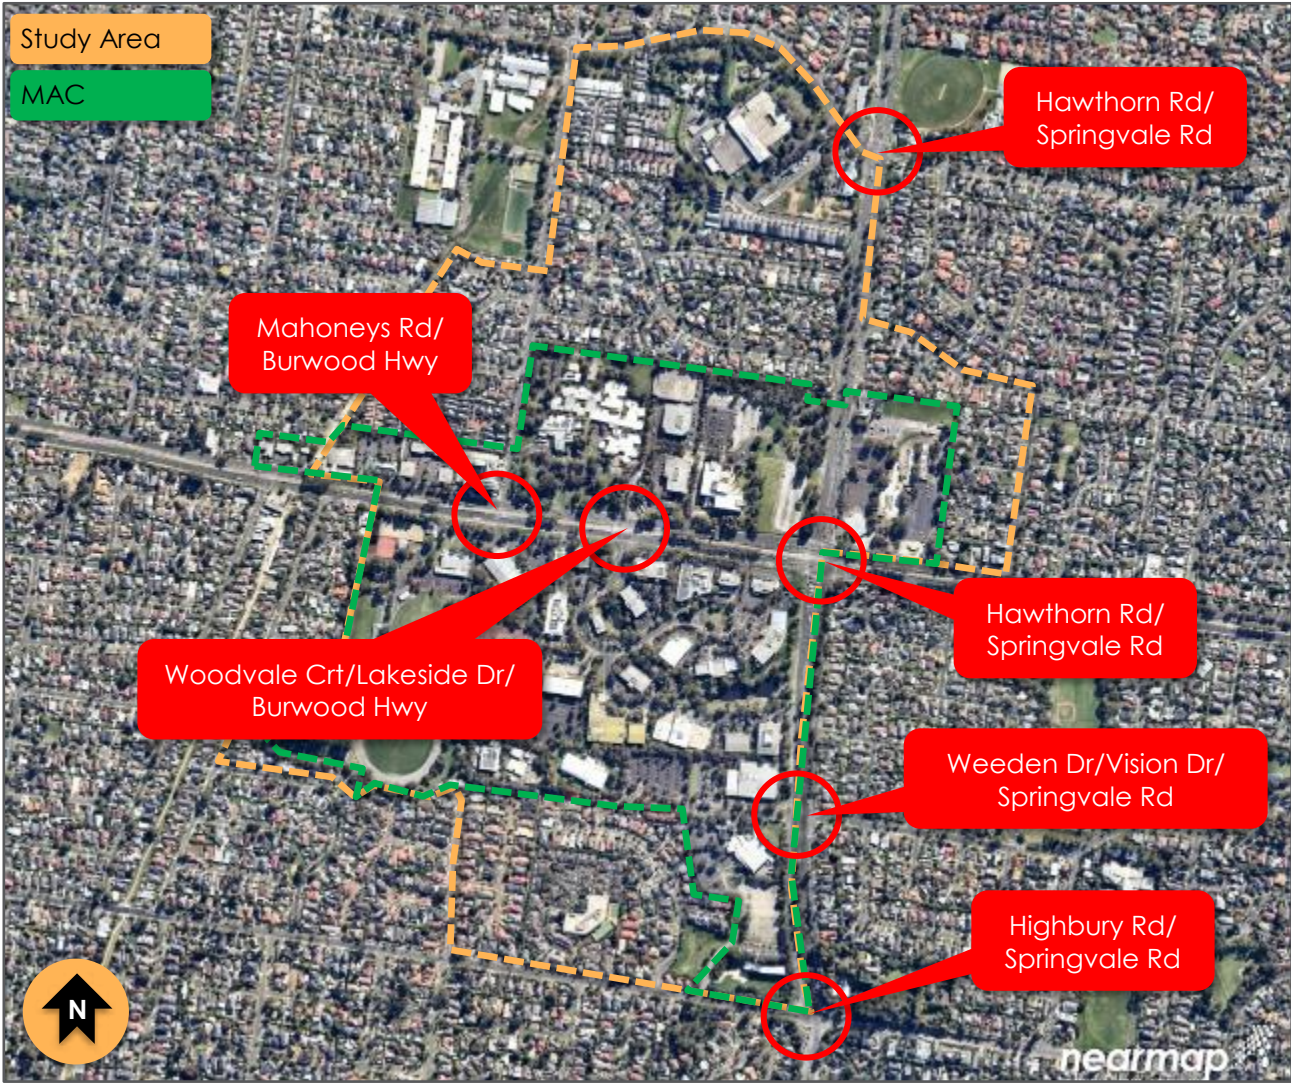 Study Area
MAC
Hawthorn Rd/
Springvale Rd
Mahoneys Rd/
Burwood Hwy
Hawthorn Rd/
Springvale Rd
Woodvale Crt/Lakeside Dr/
Burwood Hwy
Weeden Dr/Vision Dr/
Springvale Rd
Highbury Rd/
Springvale Rd
N
nearmap